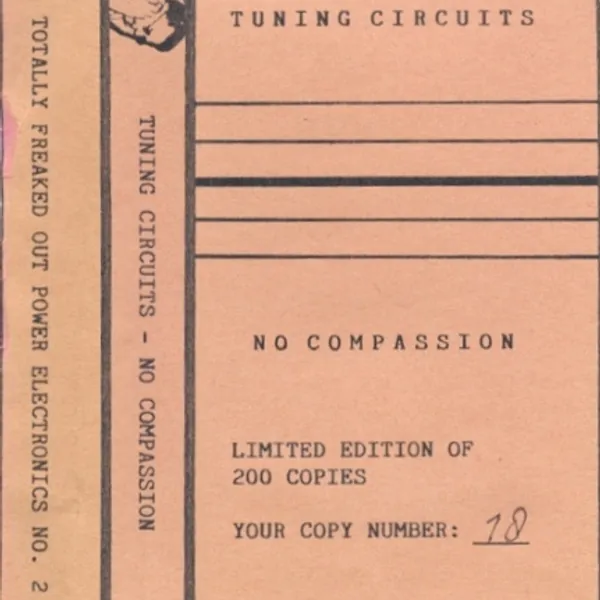 TOTALLY FREAKED OUT POWER ELECTRONICS NO. 2
TUNING CIRCUITS - NO COMPASSION
TUNING CIRCUITS
NO COMPASSION
LIMITED EDITION OF
200 COPIES
YOUR COPY NUMBER: 18